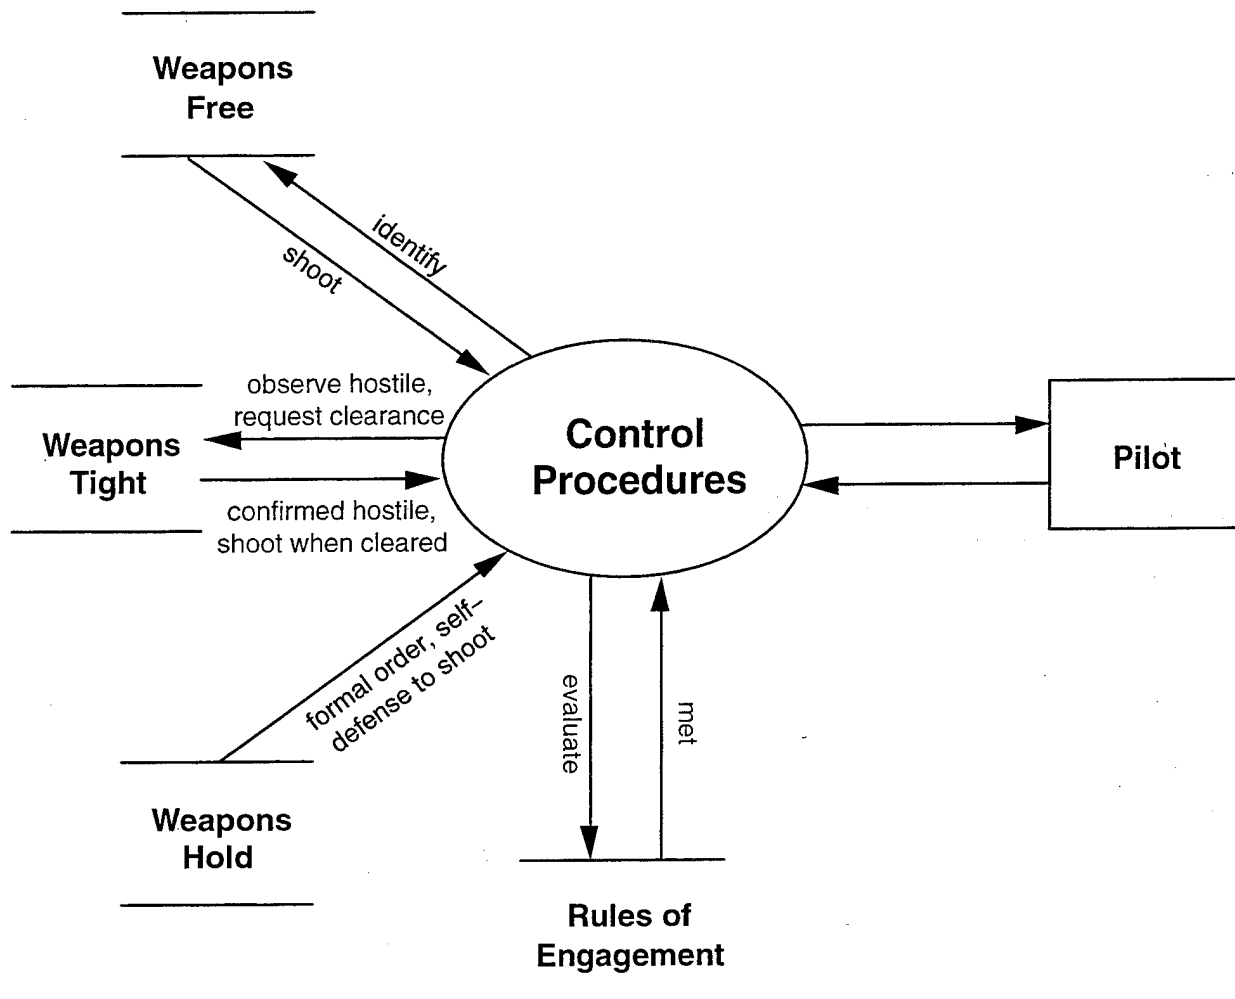 Weapons
Free
identify
shoot
observe hostile,
request clearance
Weapons
Tight
confirmed hostile,
shoot when cleared
Control
Procedures
Pilot
formal order, self–
defense to shoot
evaluate
met
Weapons
Hold
Rules of
Engagement